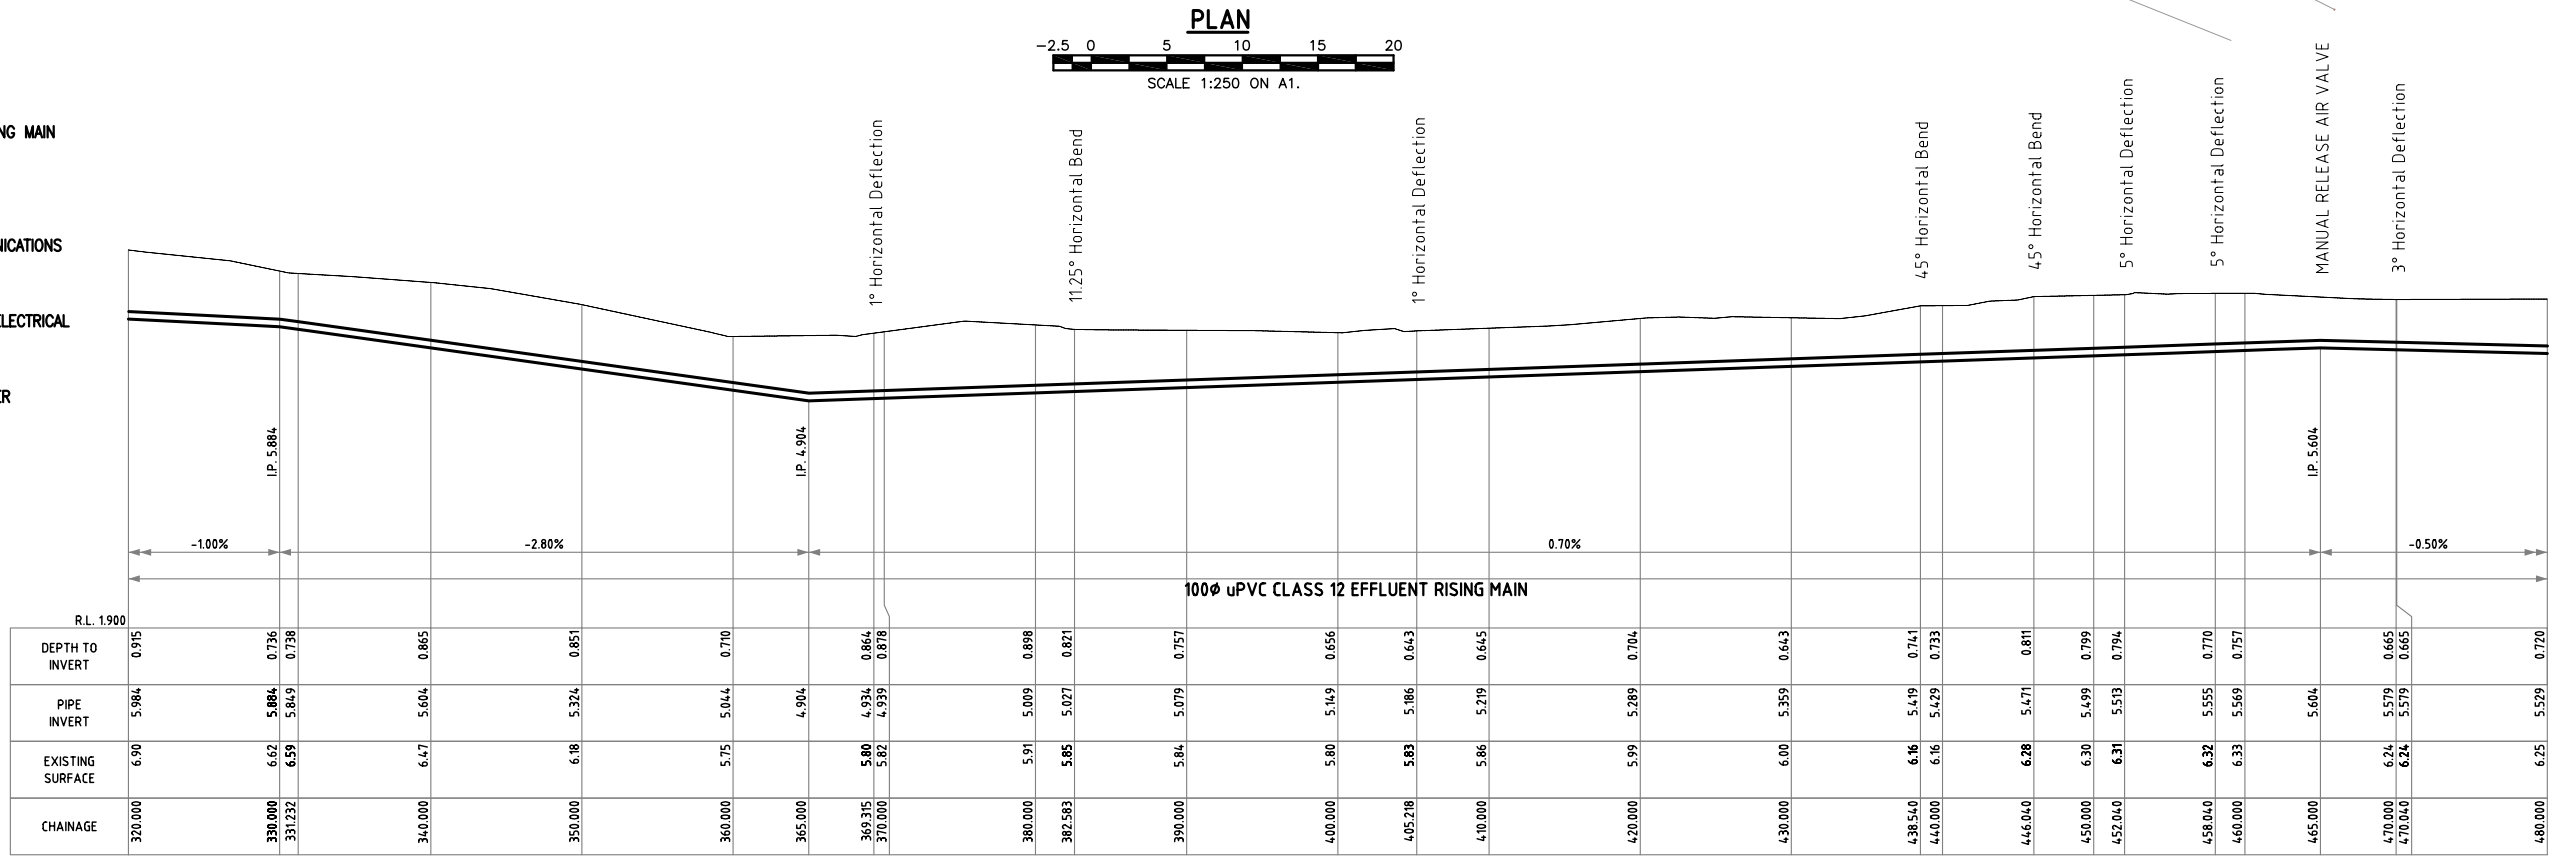 PLAN
-2.5 0 5 10 15 20
SCALE 1:250 ON A1.
NG MAIN
NICATIONS
LECTRICAL
ER
1° Horizontal Deflection
11.25° Horizontal Bend
1° Horizontal Deflection
45° Horizontal Bend
45° Horizontal Bend
5° Horizontal Deflection
5° Horizontal Deflection
MANUAL RELEASE AIR VALVE
3° Horizontal Deflection
I.P. 5.884
I.P. 4.904
I.P. 5.604
-1.00% -2.80% 0.70% -0.50%
100Ø uPVC CLASS 12 EFFLUENT RISING MAIN
R.L. 1.900
DEPTH TO
INVERT
0.915 0.736 0.738 0.865 0.851 0.710 0.864 0.878 0.898 0.821 0.757 0.656 0.643 0.645 0.704 0.643 0.741 0.733 0.811 0.799 0.794 0.770 0.757 0.665 0.665 0.720
PIPE
INVERT
5.984 5.884 5.849 5.604 5.324 5.044 4.904 4.934 4.939 5.009 5.027 5.079 5.149 5.186 5.219 5.289 5.359 5.419 5.429 5.471 5.499 5.513 5.555 5.569 5.604 5.579 5.579 5.529
EXISTING
SURFACE
6.90 6.62 6.59 6.47 6.18 5.75 5.80 5.82 5.91 5.85 5.84 5.80 5.83 5.86 5.99 6.00 6.16 6.16 6.28 6.30 6.31 6.32 6.33 6.24 6.24 6.25
CHAINAGE
320.000 330.000 331.232 340.000 350.000 360.000 365.000 369.315 370.000 380.000 382.583 390.000 400.000 405.218 410.000 420.000 430.000 438.540 440.000 446.040 450.000 452.040 458.040 460.000 465.000 470.000 470.040 480.000